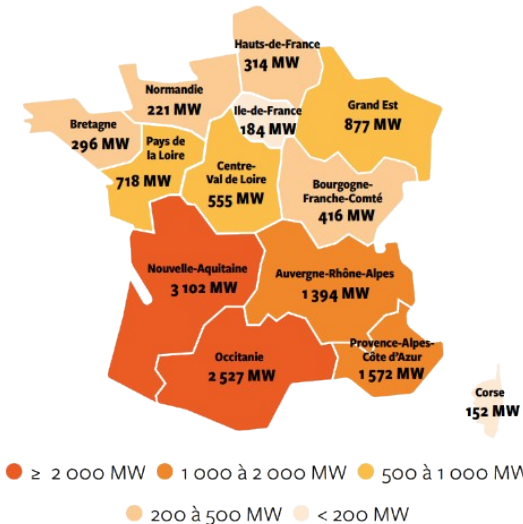 Hauts-de-France
314 MW
Normandie
221 MW
Ile-de-France
184 MW
Grand Est
877 MW
Bretagne
296 MW
Pays de
la Loire
718 MW
Centre-
Val de Loire
555 MW
Bourgogne-
Franche-Comté
416 MW
Nouvelle-Aquitaine
3 102 MW
Auvergne-Rhône-Alpes
1 394 MW
Occitanie
2 527 MW
Provence-Alpes-
Côte d'Azur
1 572 MW
Corse
152 MW
≥ 2 000 MW 1 000 à 2 000 MW 500 à 1 000 MW
200 à 500 MW < 200 MW